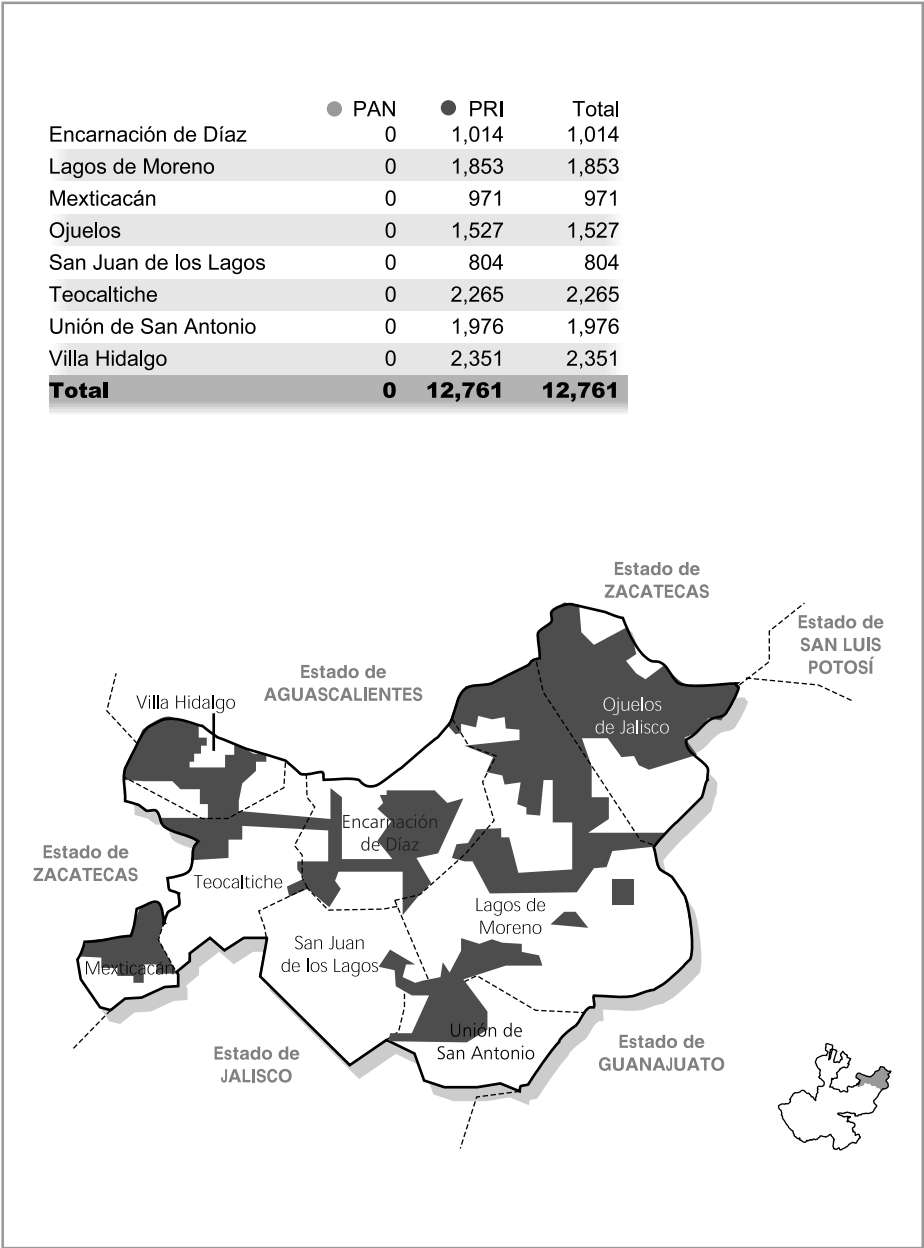 PAN PRI Total
Encarnación de Díaz 0 1,014 1,014
Lagos de Moreno 0 1,853 1,853
Mexticacán 0 971 971
Ojuelos 0 1,527 1,527
San Juan de los Lagos 0 804 804
Teocaltiche 0 2,265 2,265
Unión de San Antonio 0 1,976 1,976
Villa Hidalgo 0 2,351 2,351
Total 0 12,761 12,761
Estado de
ZACATECAS
Estado de
SAN LUIS
POTOSÍ
Estado de
AGUASCALIENTES
Villa Hidalgo
Ojuelos
de Jalisco
Encarnación
de Díaz
Estado de
ZACATECAS
Teocaltiche
Lagos de
Moreno
San Juan
de los Lagos
Mexticacán
Unión de
San Antonio
Estado de
JALISCO
Estado de
GUANAJUATO